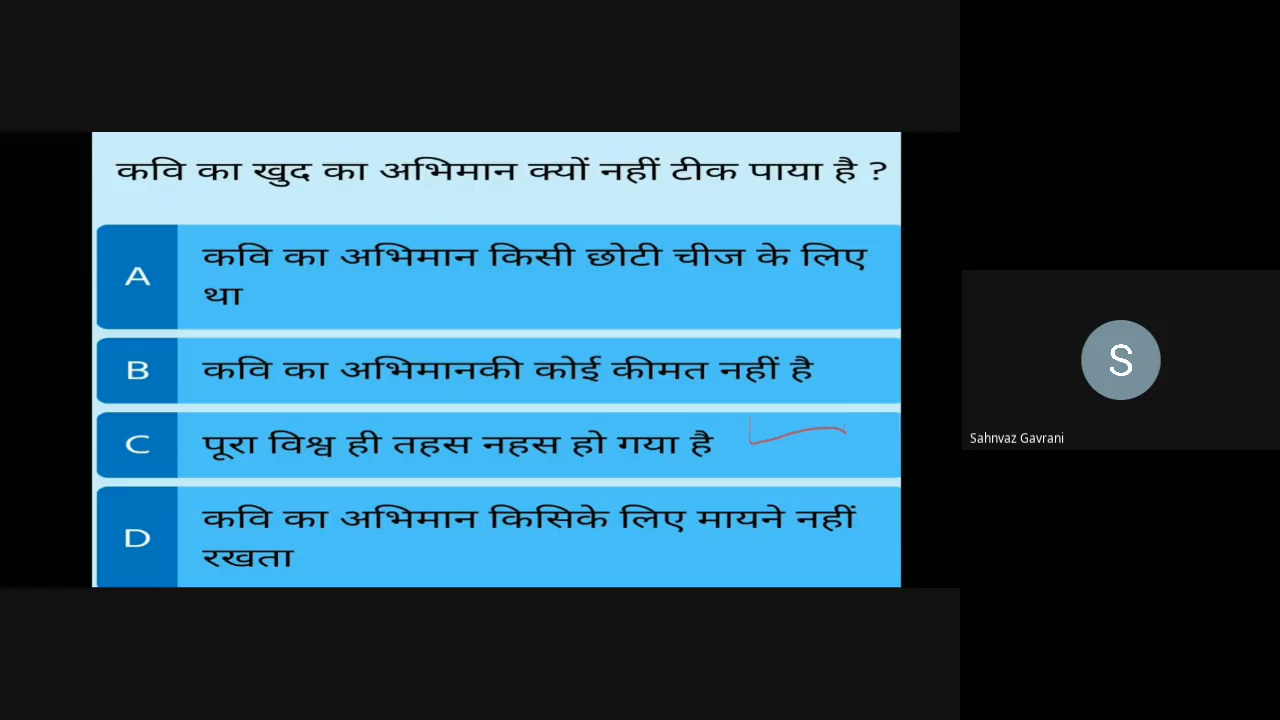 कवि का खुद का अभिमान क्यों नहीं टीक पाया है ?
A
कवि का अभिमान किसी छोटी चीज के लिए
था
B
कवि का अभिमानकी कोई कीमत नहीं है
C
पूरा विश्व ही तहस नहस हो गया है
D
कवि का अभिमान किसिके लिए मायने नहीं
रखता
S
Sahnvaz Gavrani